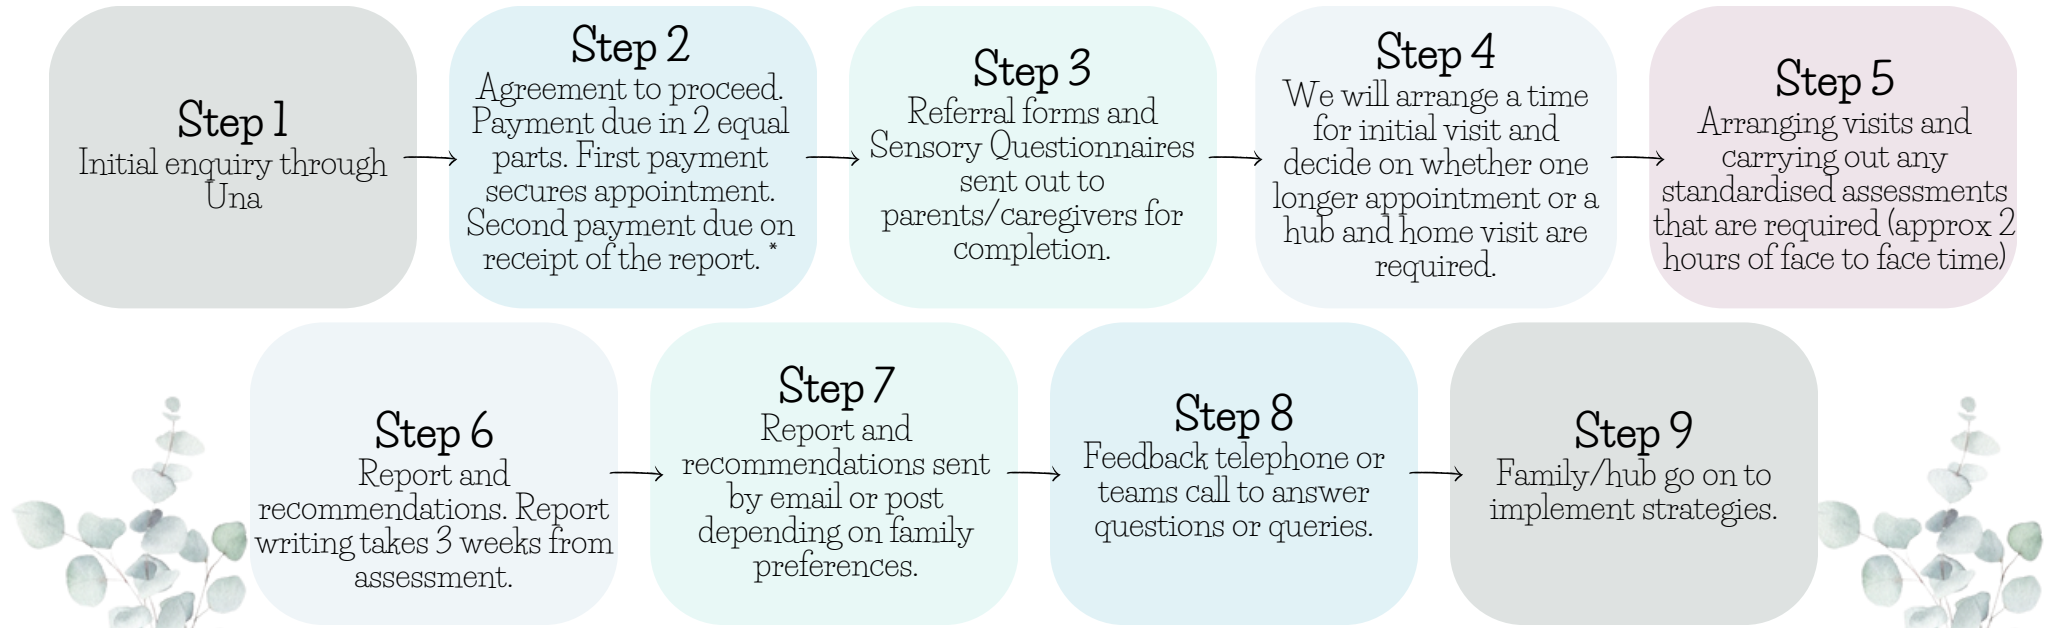 Step 1
Initial enquiry through
Una
Step 2
Agreement to proceed.
Payment due in 2 equal
parts. First payment
secures appointment.
Second payment due on
receipt of the report. *
Step 3
Referral forms and
Sensory Questionnaires
sent out to
parents/caregivers for
completion.
Step 4
We will arrange a time
for initial visit and
decide on whether one
longer appointment or a
hub and home visit are
required.
Step 5
Arranging visits and
carrying out any
standardised assessments
that are required (approx 2
hours of face to face time)
Step 6
Report and
recommendations. Report
writing takes 3 weeks from
assessment.
Step 7
Report and
recommendations sent
by email or post
depending on family
preferences.
Step 8
Feedback telephone or
teams call to answer
questions or queries.
Step 9
Family/hub go on to
implement strategies.